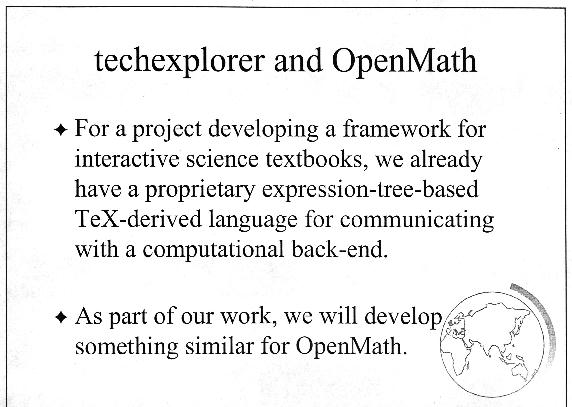 techexplorer and OpenMath
For a project developing a framework for
interactive science textbooks, we already
have a proprietary expression-tree-based
TeX-derived language for communicating
with a computational back-end.
As part of our work, we will develop
something similar for OpenMath.